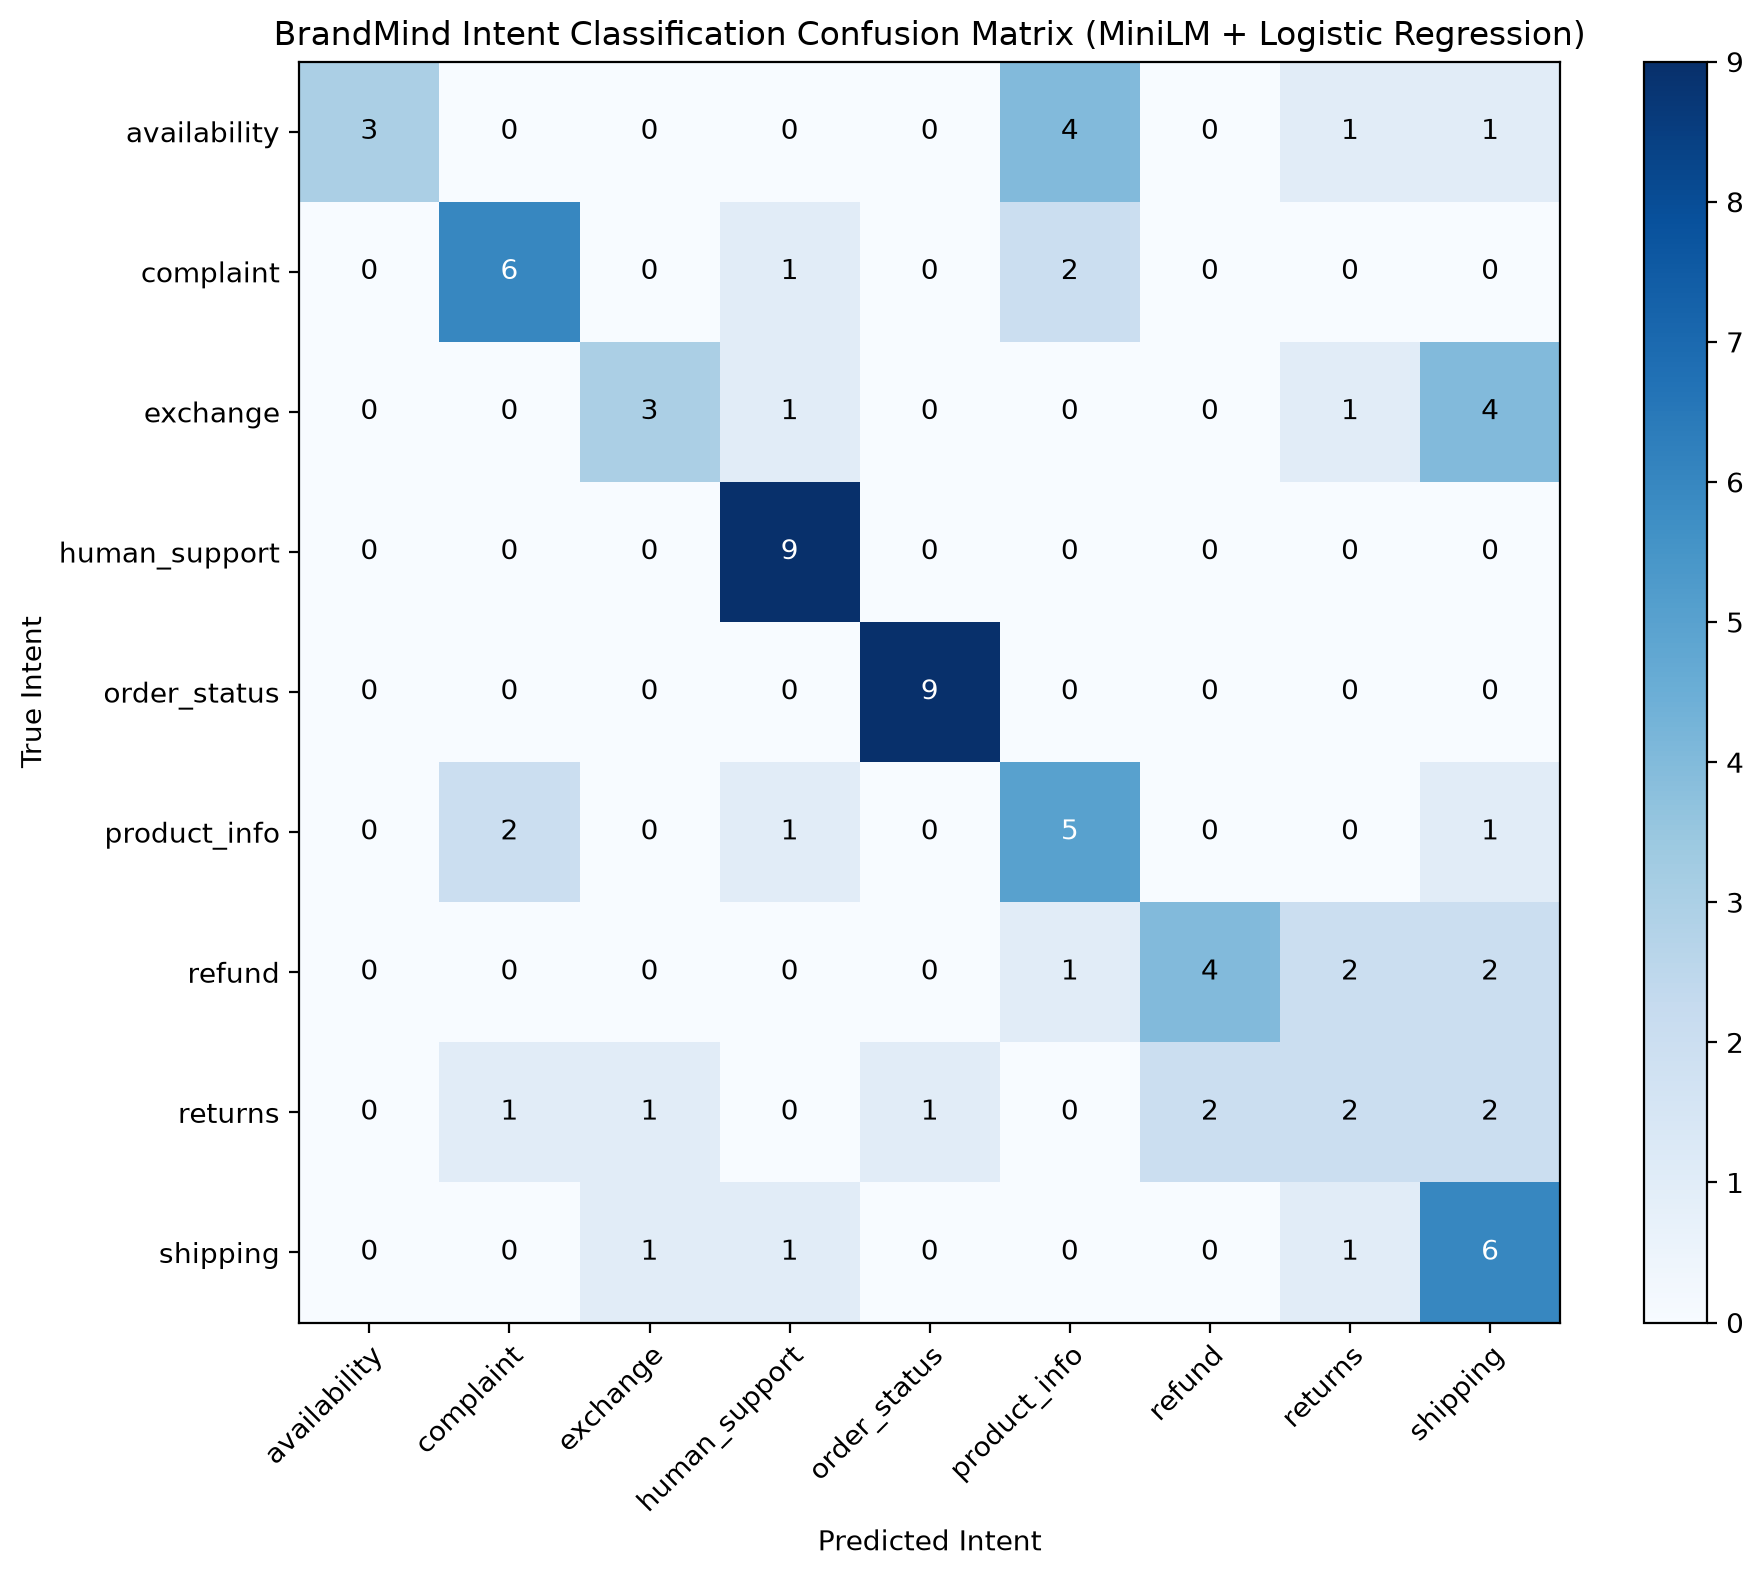 BrandMind Intent Classification Confusion Matrix (MiniLM + Logistic Regression)
True Intent
availability 3 0 0 0 0 4 0 1 1
complaint 0 6 0 1 0 2 0 0 0
exchange 0 0 3 1 0 0 0 1 4
human_support 0 0 0 9 0 0 0 0 0
order_status 0 0 0 0 9 0 0 0 0
product_info 0 2 0 1 0 5 0 0 1
refund 0 0 0 0 0 1 4 2 2
returns 0 1 1 0 1 0 2 2 2
shipping 0 0 1 1 0 0 0 1 6
availability
complaint
exchange
human_support
order_status
product_info
refund
returns
shipping
Predicted Intent
9
8
7
6
5
4
3
2
1
0